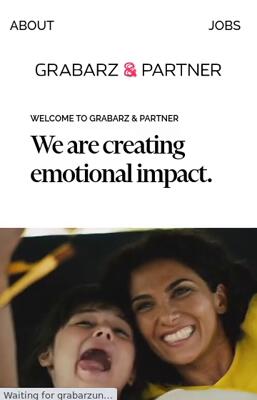 ABOUT JOBS
GRABARZ & PARTNER
WELCOME TO GRABARZ & PARTNER
We are creating
emotional impact.
Waiting for grabarzun...